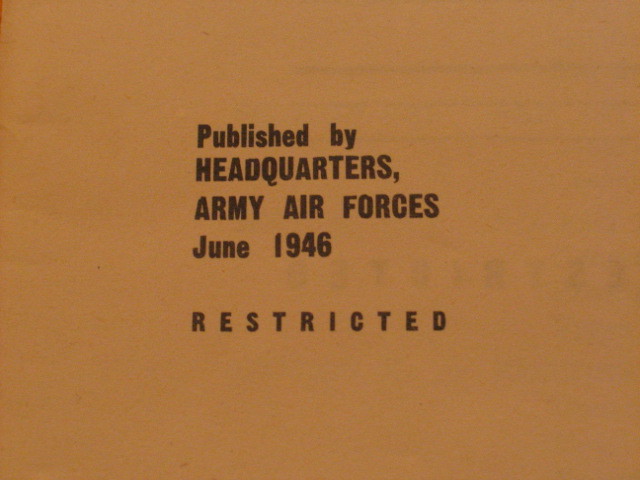 Published by
HEADQUARTERS,
ARMY AIR FORCES
June 1946
RESTRICTED